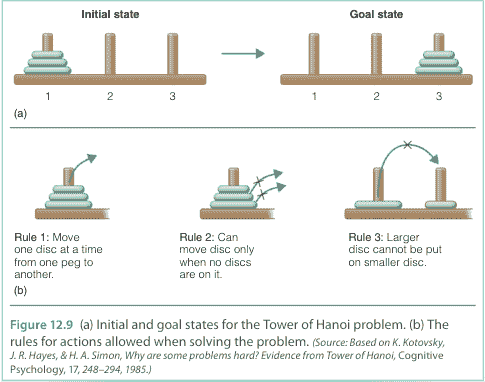 Initial state
Goal state
1 2 3
1 2 3
(a)
Rule 1: Move
one disc at a time
from one peg to
another.
Rule 2: Can
move disc only
when no discs
are on it.
Rule 3: Larger
disc cannot be put
on smaller disc.
(b)
Figure 12.9 (a) Initial and goal states for the Tower of Hanoi problem. (b) The
rules for actions allowed when solving the problem. (Source: Based on K. Kotovsky,
J. R. Hayes, & H. A. Simon, Why are some problems hard? Evidence from Tower of Hanoi, Cognitive
Psychology, 17, 248–294, 1985.)